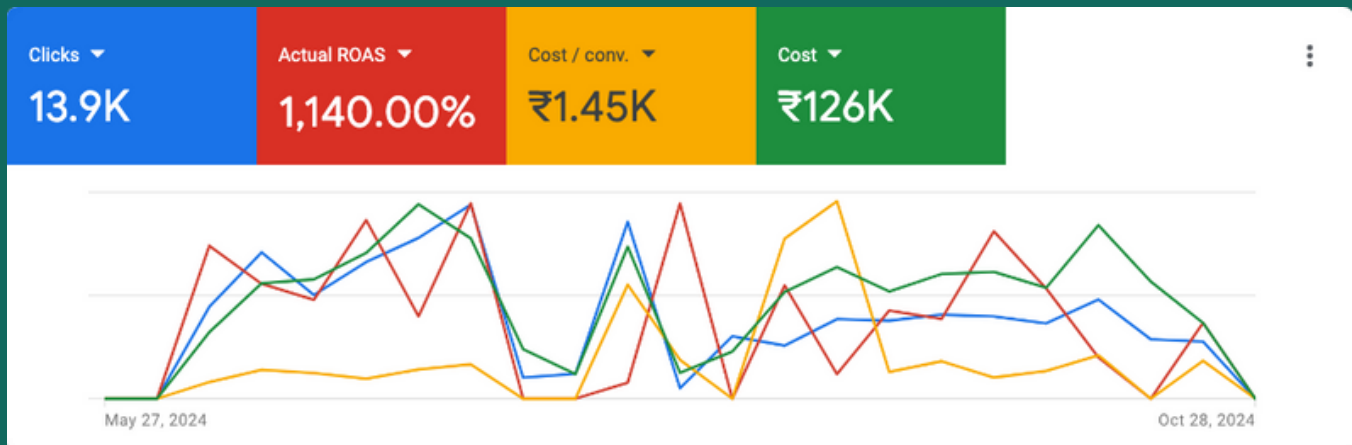 Clicks
13.9K
Actual ROAS
1,140.00%
Cost / conv.
₹1.45K
Cost
₹126K
May 27, 2024
Oct 28, 2024